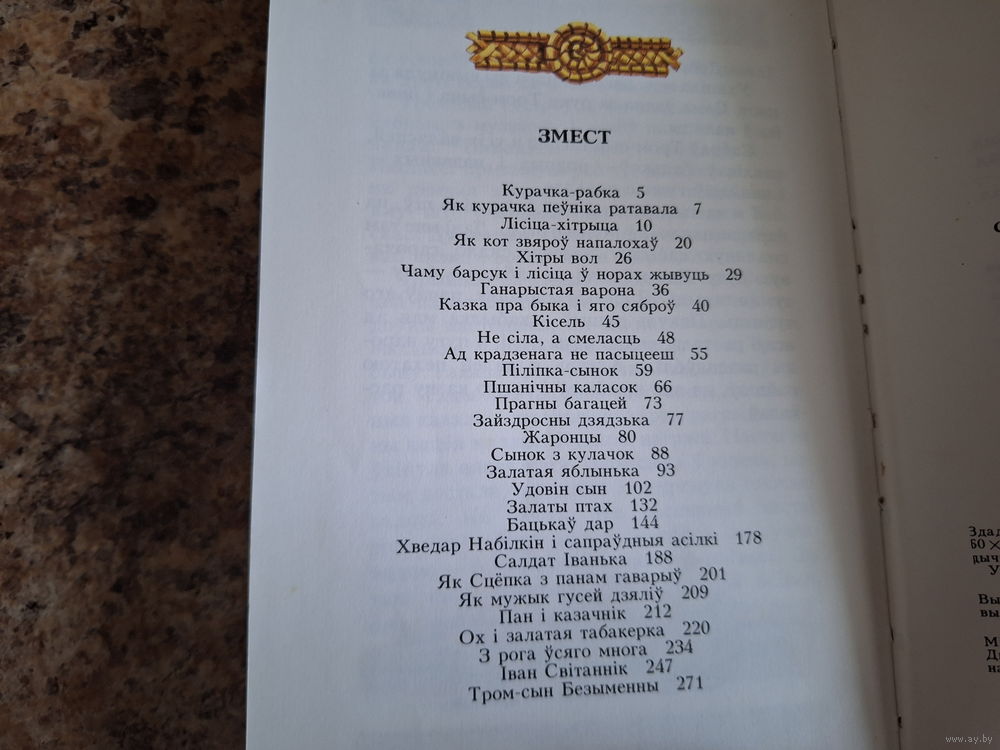 ЗМЕСТ
Курачка-рабка 5
Як курачка пеўніка ратавала 7
Лісіца-хітрыца 10
Як кот звяроў напалохаў 20
Хітры вол 26
Чаму барсук і лісіца ў норах жывуць 29
Ганарыстая варона 36
Казка пра быка і яго сяброў 40
Кісель 45
Не сіла, а смеласць 48
Ад крадзенага не пасыцееш 55
Піліпка-сынок 59
Пшанічны каласок 66
Прагны багацей 73
Зайздросны дзядзька 77
Жаронцы 80
Сынок з кулачок 88
Залатая яблынька 93
Удовін сын 102
Залаты птах 132
Бацькаў дар 144
Хведар Набілкін і сапраўдныя асілкі 178
Салдат Іванька 188
Як Сцёпка з панам гаварыў 201
Як мужык гусей дзяліў 209
Пан і казачнік 212
Ох і залатая табакерка 220
З рога ўсяго многа 234
Іван Світаннік 247
Тром-сын Безыменны 271
Здад
60 ×
У
Вы
вы
М
на
www.ay.by